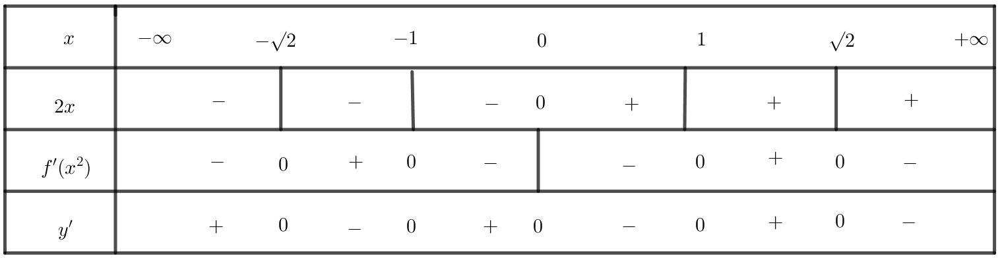 x −∞ −√2 −1 0 1 √2 +∞
2x − − − 0 + + +
f′(x²) − 0 + 0 − − 0 + 0 −
y′ + 0 − 0 + 0 − 0 + 0 −